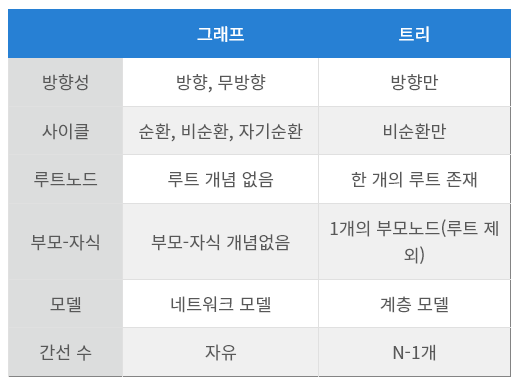 그래프 트리
방향성 방향, 무방향 방향만
사이클 순환, 비순환, 자기순환 비순환만
루트노드 루트 개념 없음 한 개의 루트 존재
부모-자식 부모-자식 개념없음 1개의 부모노드(루트 제
외)
모델 네트워크 모델 계층 모델
간선 수 자유 N-1개